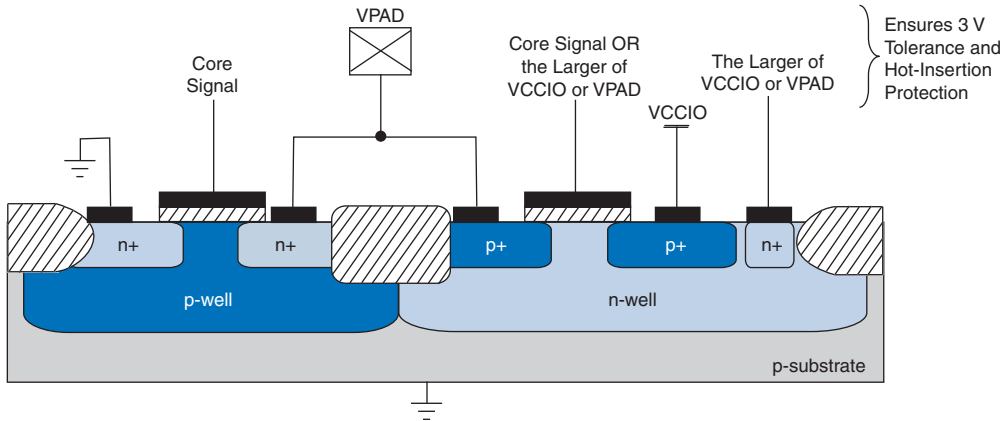 VPAD
Core
Signal
Core Signal OR
the Larger of
VCCIO or VPAD
VCCIO
The Larger of
VCCIO or VPAD
Ensures 3 V
Tolerance and
Hot-Insertion
Protection
n+
n+
p+
p+
n+
p-well
n-well
p-substrate